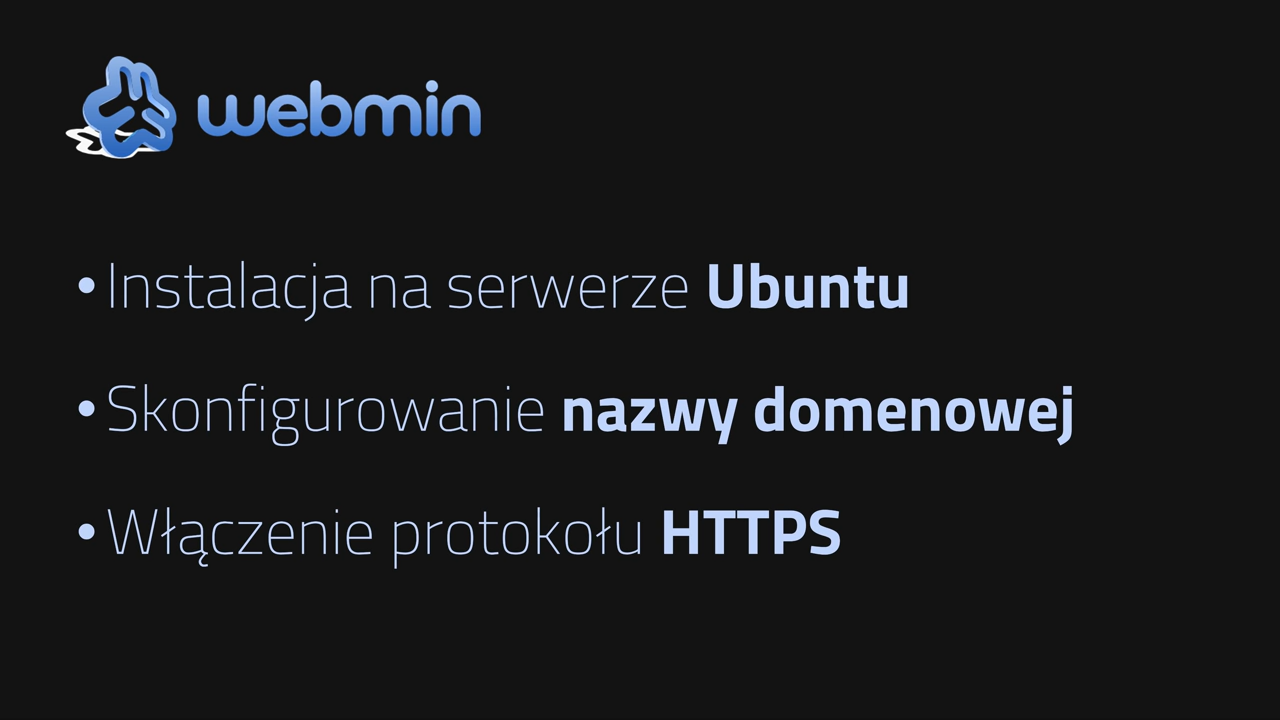 webmin
• Instalacja na serwerze Ubuntu
• Skonfigurowanie nazwy domenowej
• Włączenie protokołu HTTPS